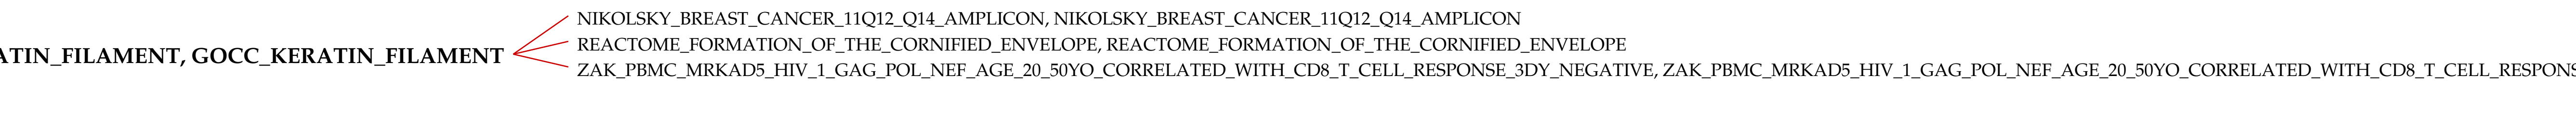 NIKOLSKY_BREAST_CANCER_11Q12_Q14_AMPLICON, NIKOLSKY_BREAST_CANCER_11Q12_Q14_AMPLICON
REACTOME_FORMATION_OF_THE_CORNIFIED_ENVELOPE, REACTOME_FORMATION_OF_THE_CORNIFIED_ENVELOPE
ATIN_FILAMENT, GOCC_KERATIN_FILAMENT
ZAK_PBMC_MRKAD5_HIV_1_GAG_POL_NEF_AGE_20_50YO_CORRELATED_WITH_CD8_T_CELL_RESPONSE_3DY_NEGATIVE, ZAK_PBMC_MRKAD5_HIV_1_GAG_POL_NEF_AGE_20_50YO_CORRELATED_WITH_CD8_T_CELL_RESPONS